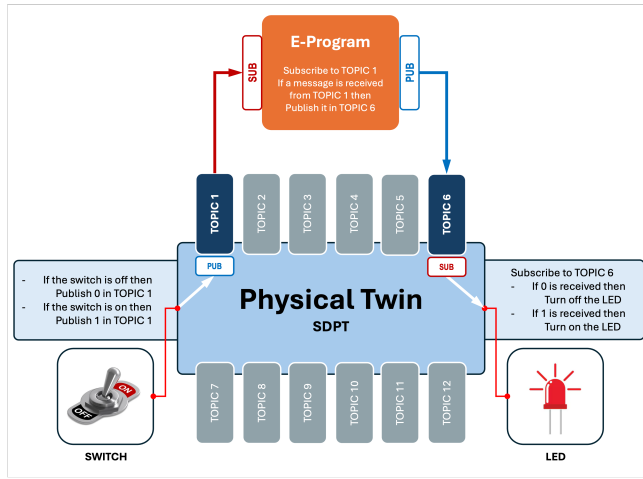 E-Program
Subscribe to TOPIC 1
If a message is received
from TOPIC 1 then
Publish it in TOPIC 6
SUB
PUB
TOPIC 1
TOPIC 2
TOPIC 3
TOPIC 4
TOPIC 5
TOPIC 6
PUB
SUB
- If the switch is off then
Publish 0 in TOPIC 1
- If the switch is on then
Publish 1 in TOPIC 1
Physical Twin
SDPT
Subscribe to TOPIC 6
- If 0 is received then
Turn off the LED
- If 1 is received then
Turn on the LED
TOPIC 7
TOPIC 8
TOPIC 9
TOPIC 10
TOPIC 11
TOPIC 12
ON
OFF
SWITCH
LED